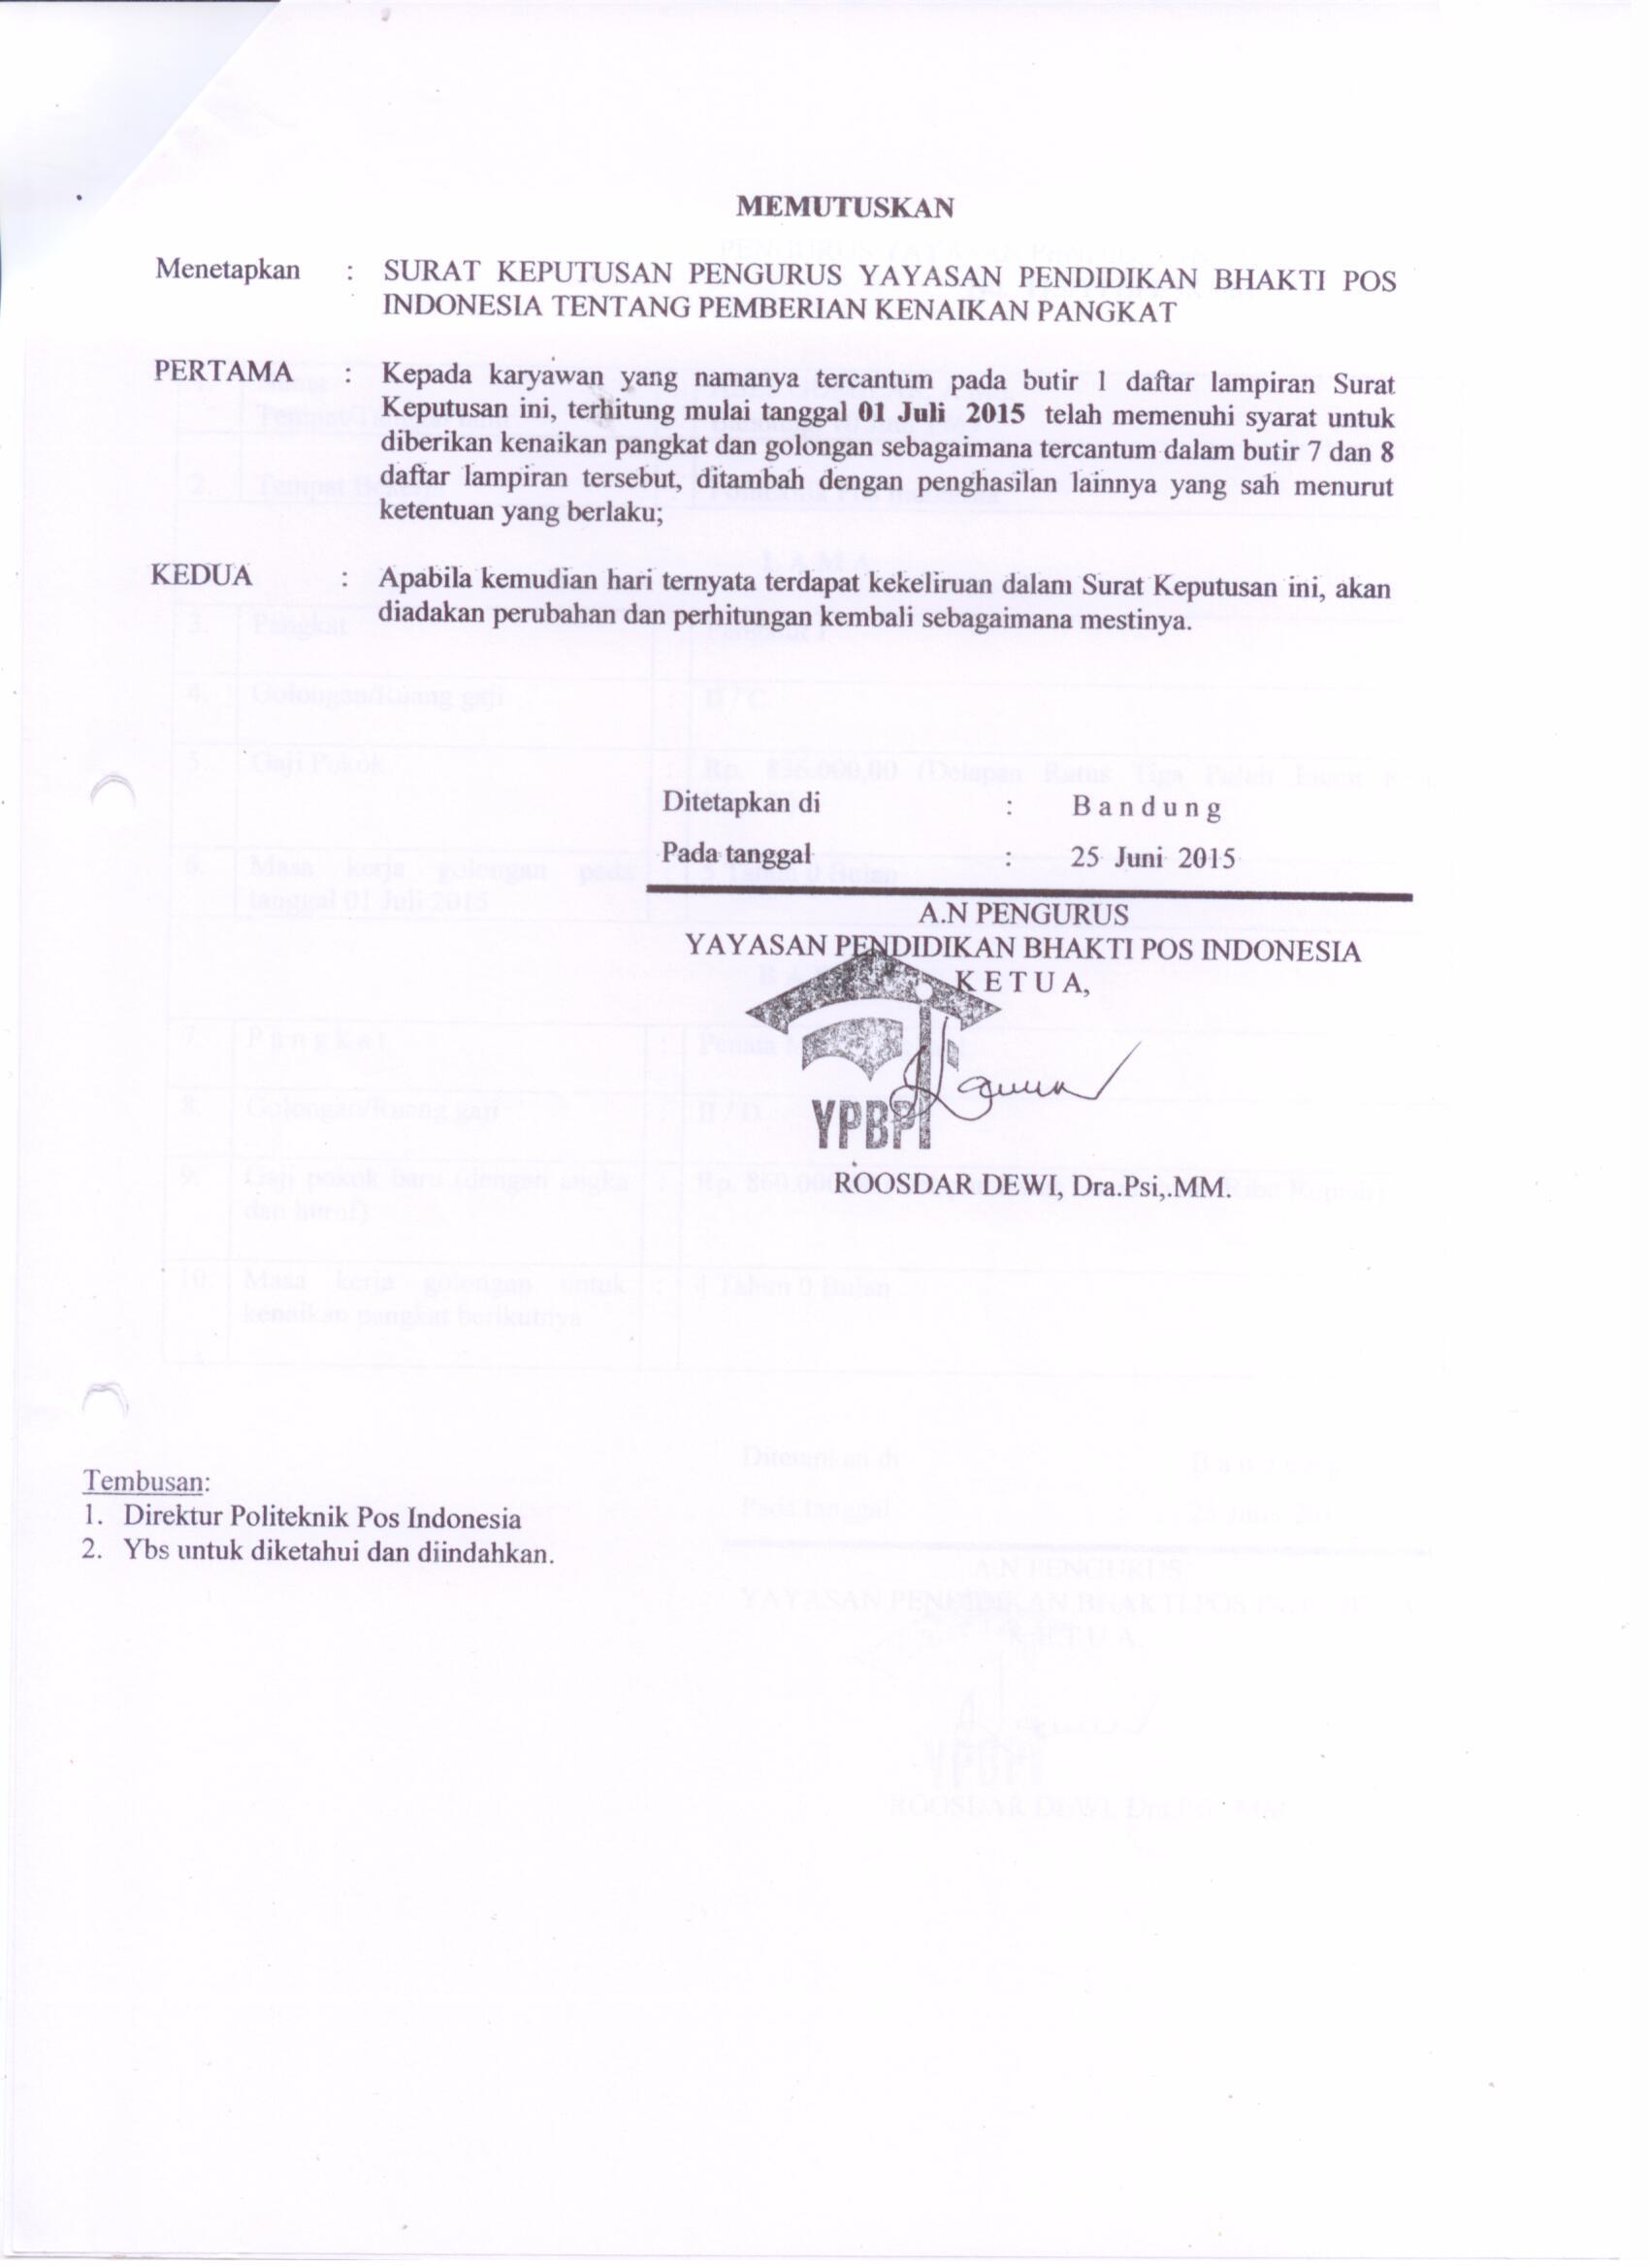 MEMUTUSKAN
Menetapkan : SURAT KEPUTUSAN PENGURUS YAYASAN PENDIDIKAN BHAKTI POS
INDONESIA TENTANG PEMBERIAN KENAIKAN PANGKAT
PERTAMA : Kepada karyawan yang namanya tercantum pada butir 1 daftar lampiran Surat
Keputusan ini, terhitung mulai tanggal 01 Juli 2015 telah memenuhi syarat untuk
diberikan kenaikan pangkat dan golongan sebagaimana tercantum dalam butir 7 dan 8
daftar lampiran tersebut, ditambah dengan penghasilan lainnya yang sah menurut
ketentuan yang berlaku;
KEDUA : Apabila kemudian hari ternyata terdapat kekeliruan dalam Surat Keputusan ini, akan
diadakan perubahan dan perhitungan kembali sebagaimana mestinya.
Ditetapkan di : B a n d u n g
Pada tanggal : 25 Juni 2015
A.N PENGURUS
YAYASAN PENDIDIKAN BHAKTI POS INDONESIA
K E T U A,
YPBPI
ROOSDAR DEWI, Dra.Psi,.MM.
Tembusan:
1. Direktur Politeknik Pos Indonesia
2. Ybs untuk diketahui dan diindahkan.